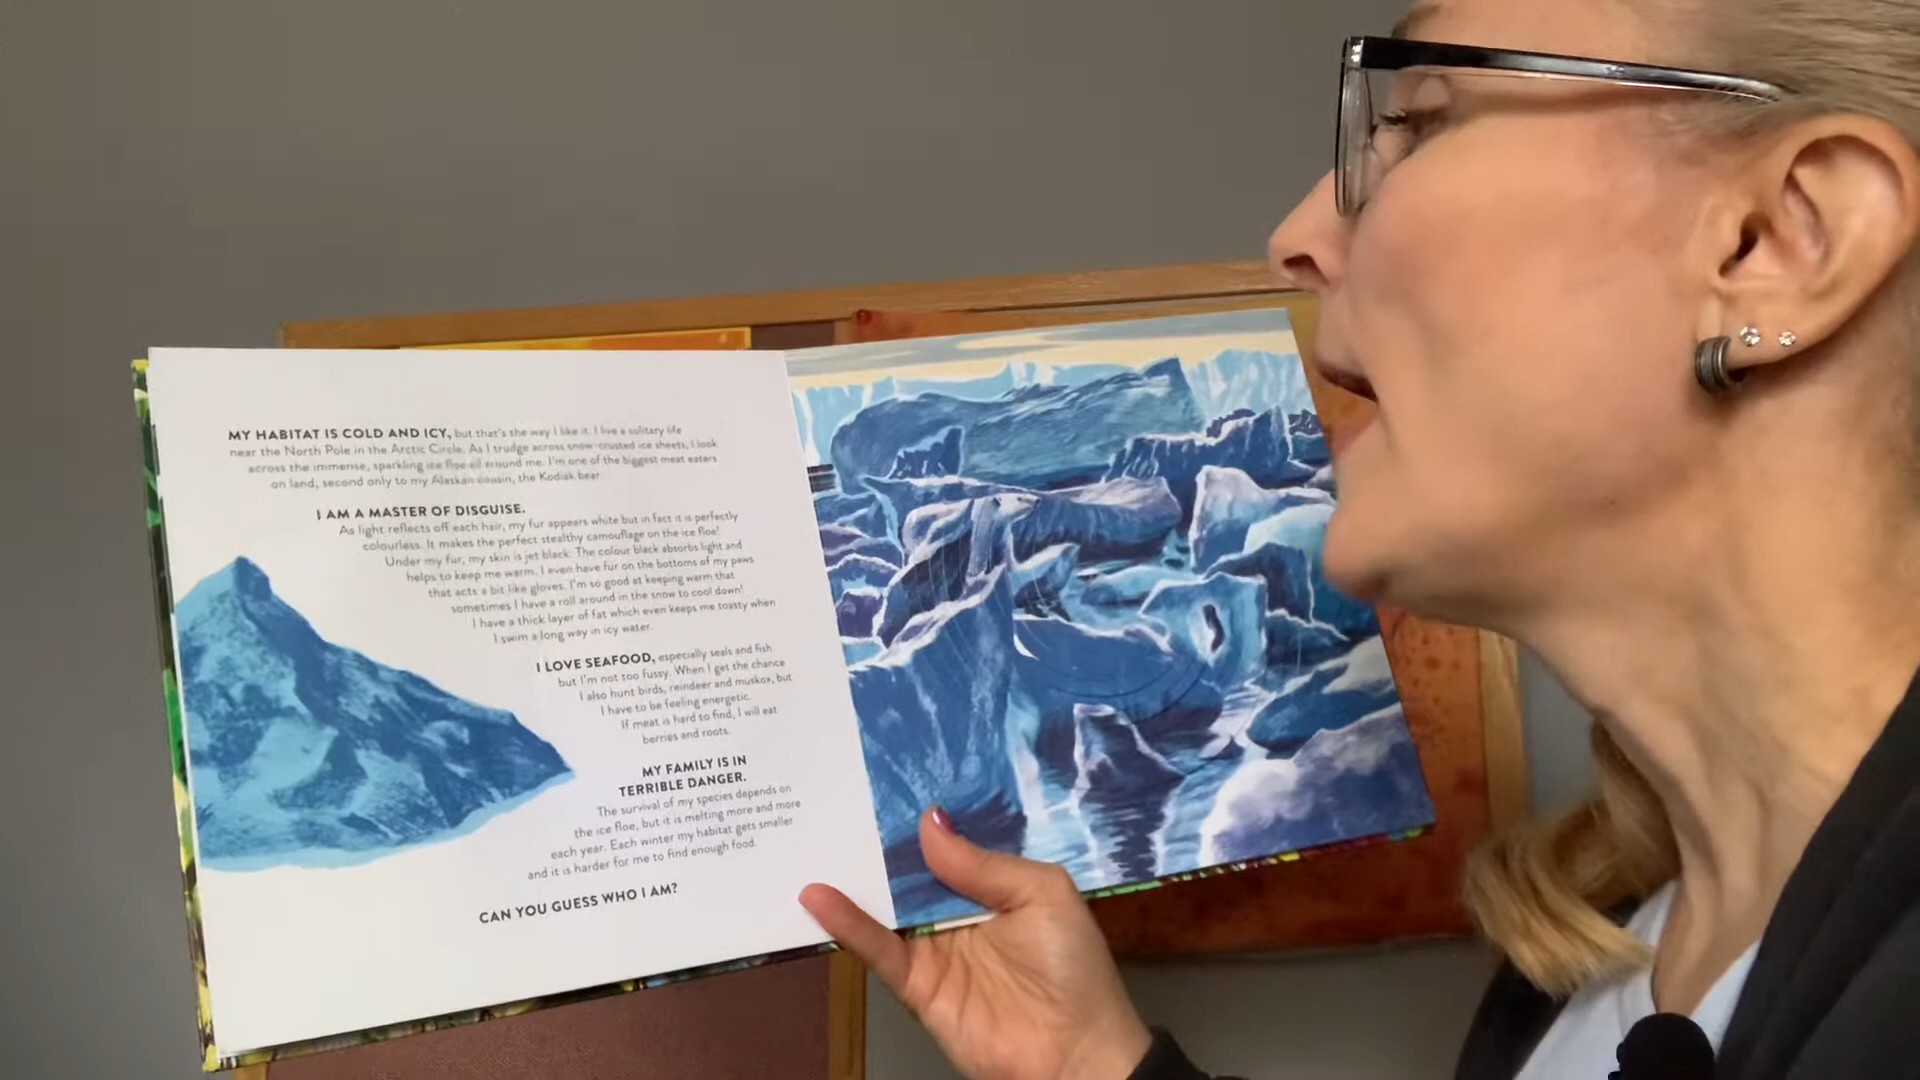 MY HABITAT IS COLD AND ICY, but that's the way I like it. I live a solitary life
near the North Pole in the Arctic Circle. As I trudge across snow-crusted ice sheets, I look
across the immense, sparkling ice floe all around me. I'm one of the biggest meat eaters
on land, second only to my Alaskan cousin, the Kodiak bear.
I AM A MASTER OF DISGUISE.
As light reflects off each hair, my fur appears white but in fact it is perfectly
colourless. It makes the perfect stealthy camouflage on the ice floe!
Under my fur, my skin is jet black. The colour black absorbs light and
helps to keep me warm. I even have fur on the bottoms of my paws
that acts a bit like gloves. I'm so good at keeping warm that
sometimes I have a roll around in the snow to cool down!
I have a thick layer of fat which even keeps me toasty when
I swim a long way in icy water.
I LOVE SEAFOOD, especially seals and fish
but I'm not too fussy. When I get the chance
I also hunt birds, reindeer and muskox, but
I have to be feeling energetic.
If meat is hard to find, I will eat
berries and roots.
MY FAMILY IS IN
TERRIBLE DANGER.
The survival of my species depends on
the ice floe, but it is melting more and more
each year. Each winter my habitat gets smaller
and it is harder for me to find enough food.
CAN YOU GUESS WHO I AM?